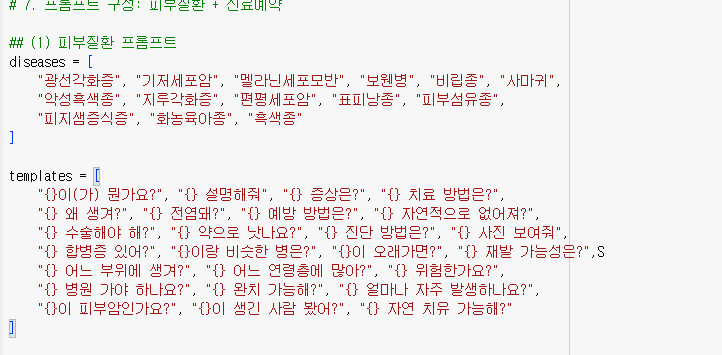 # 7. 프롬프트 구성: 피부질환 + 진료예약
## (1) 피부질환 프롬프트
diseases = [
"광선각화증", "기저세포암", "멜라닌세포모반", "보웬병", "비립종", "사마귀",
"악성흑색종", "지루각화증", "편평세포암", "표피낭종", "피부섬유종",
"피지샘증식증", "화농육아종", "흑색종"
]
templates = [
"{}이(가) 뭔가요?", "{} 설명해줘", "{} 증상은?", "{} 치료 방법은?",
"{} 왜 생겨?", "{} 전염돼?", "{} 예방 방법은?", "{} 자연적으로 없어져?",
"{} 수술해야 해?", "{} 약으로 낫나요?", "{} 진단 방법은?", "{} 사진 보여줘",
"{} 합병증 있어?", "{}이랑 비슷한 병은?", "{}이 오래가면?", "{} 재발 가능성은?",S
"{} 어느 부위에 생겨?", "{} 어느 연령층에 많아?", "{} 위험한가요?",
"{} 병원 가야 하나요?", "{} 완치 가능해?", "{} 얼마나 자주 발생하나요?",
"{}이 피부암인가요?", "{}이 생긴 사람 봤어?", "{} 자연 치유 가능해?"
]